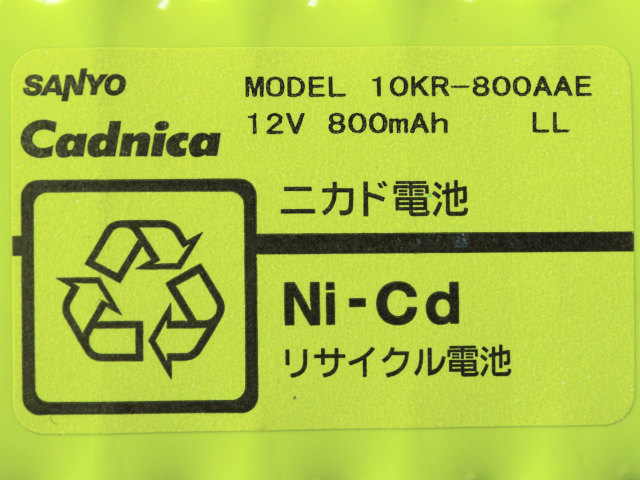 SANYO
MODEL 10KR-800AAE
Cadnica
12V 800mAh LL
ニカド電池
Ni-Cd
リサイクル電池